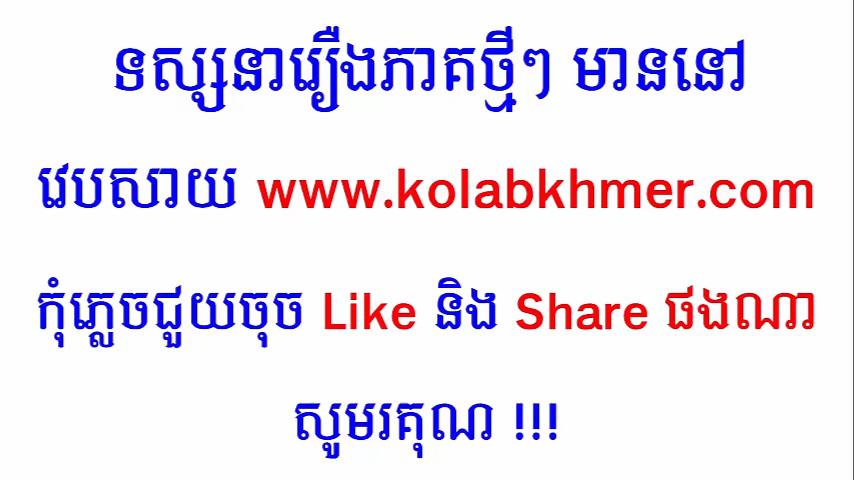 ទស្សនារឿងភាគថ្មីៗ មាននៅ
វេបសាយ www.kolabkhmer.com
កុំភ្លេចជួយចុច Like និង Share ផងណា
សូមរគុណ !!!